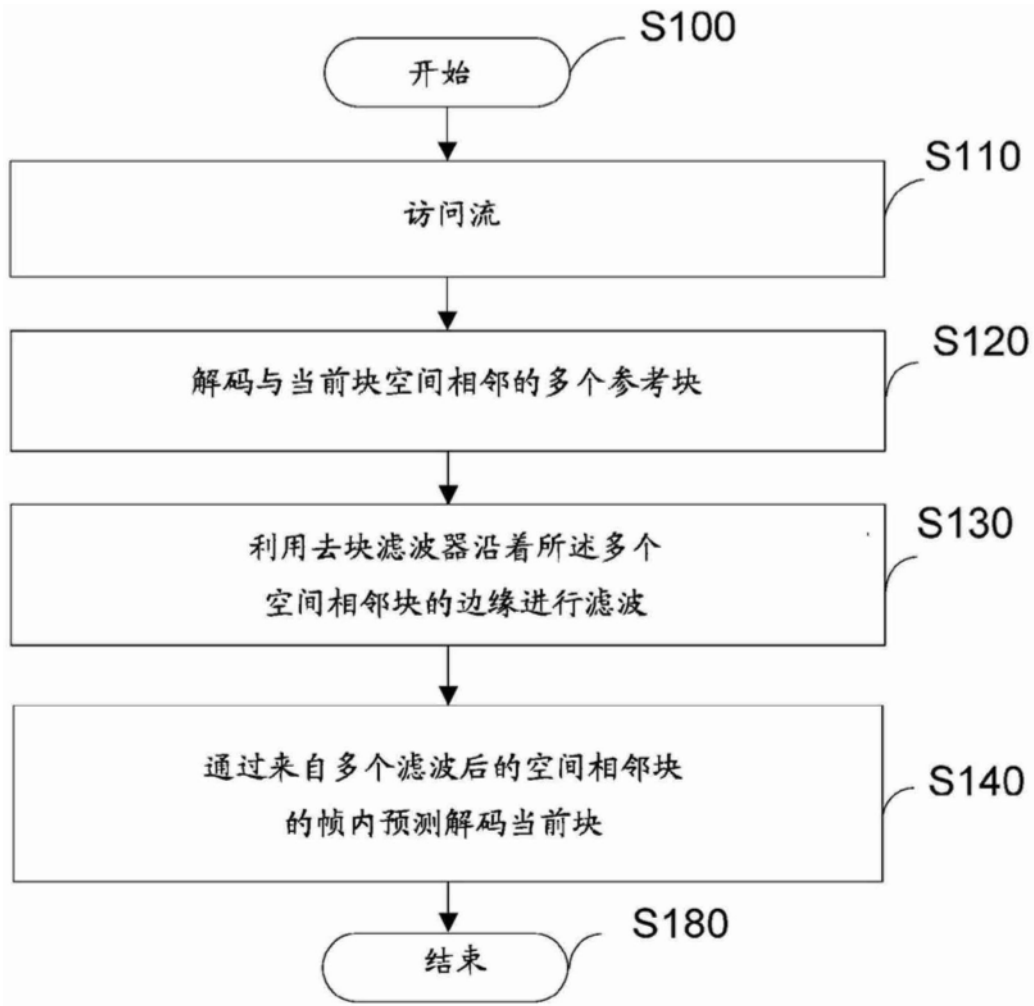 S100
开始
S110
访问流
S120
解码与当前块空间相邻的多个参考块
S130
利用去块滤波器沿着所述多个
空间相邻块的边缘进行滤波
通过来自多个滤波后的空间相邻块
S140
的帧内预测解码当前块
S180
结束